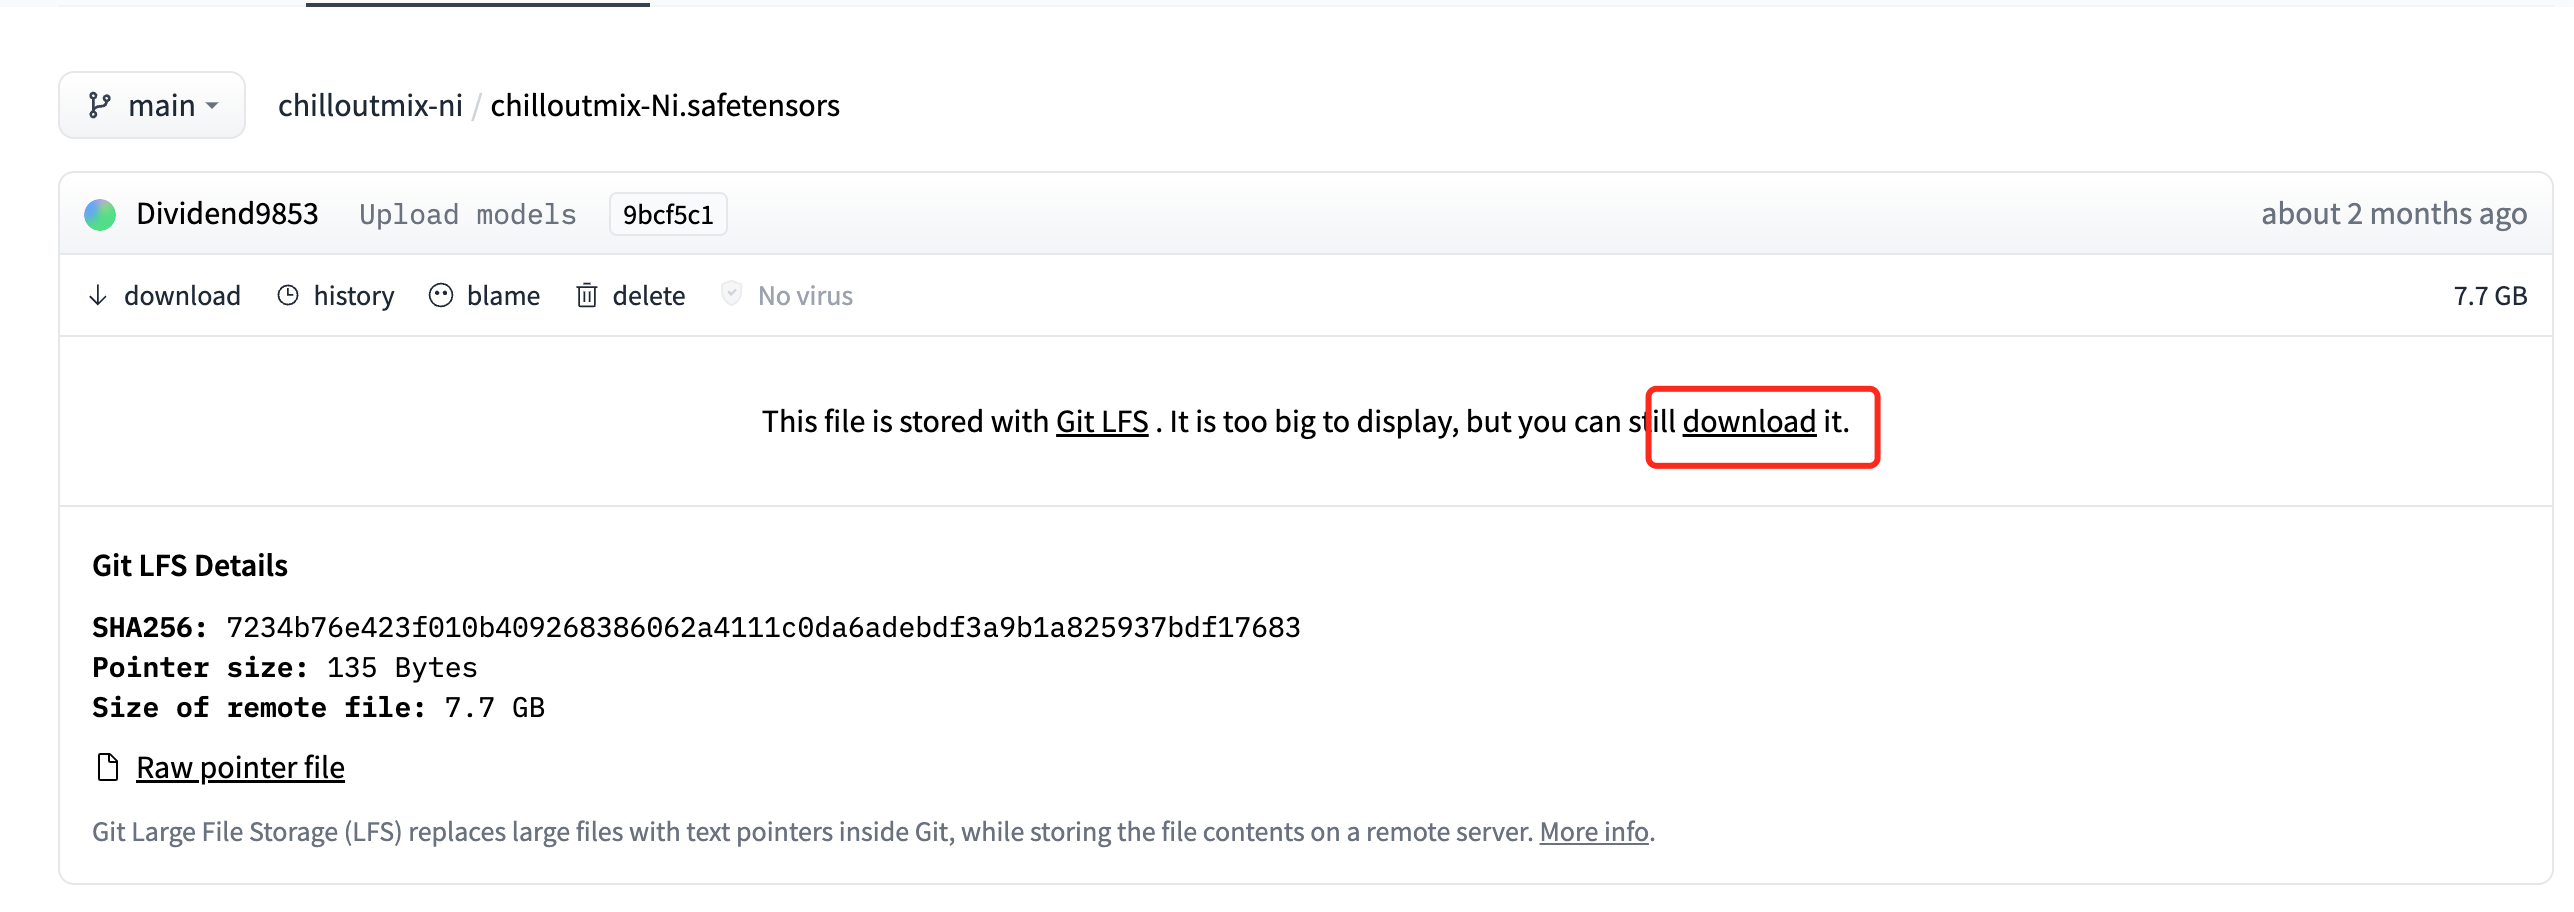 main
chilloutmix-ni / chilloutmix-Ni.safetensors
Dividend9853 Upload models 9bcf5c1 about 2 months ago
download history blame delete No virus 7.7 GB
This file is stored with Git LFS . It is too big to display, but you can still download it.
Git LFS Details
SHA256: 7234b76e423f010b409268386062a4111c0da6adebdf3a9b1a825937bdf17683
Pointer size: 135 Bytes
Size of remote file: 7.7 GB
Raw pointer file
Git Large File Storage (LFS) replaces large files with text pointers inside Git, while storing the file contents on a remote server. More info.